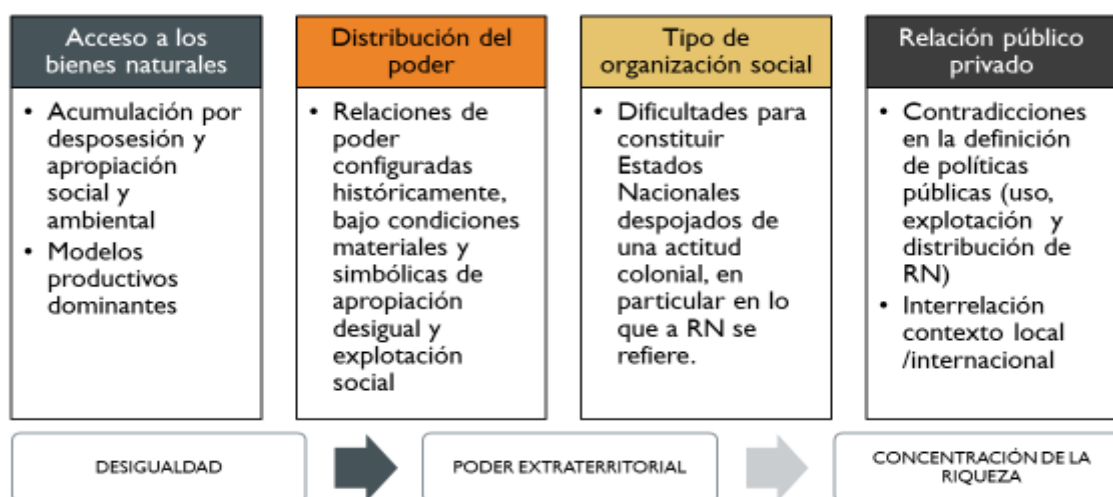 Acceso a los
bienes naturales
• Acumulación por
desposesión y
apropiación
social y
ambiental
• Modelos
productivos
dominantes
Distribución del
poder
• Relaciones de
poder
configuradas
históricamente,
bajo condiciones
materiales y
simbólicas de
apropiación
desigual y
explotación
social
Tipo de
organización social
• Dificultades para
constituir
Estados
Nacionales
despojados de
una actitud
colonial, en
particular en lo
que a RN se
refiere.
Relación público
privado
• Contradicciones
en la definición
de políticas
públicas (uso,
explotación y
distribución de
RN)
• Interrelación
contexto local
/internacional
DESIGUALDAD
PODER EXTRATERRITORIAL
CONCENTRACIÓN DE LA
RIQUEZA